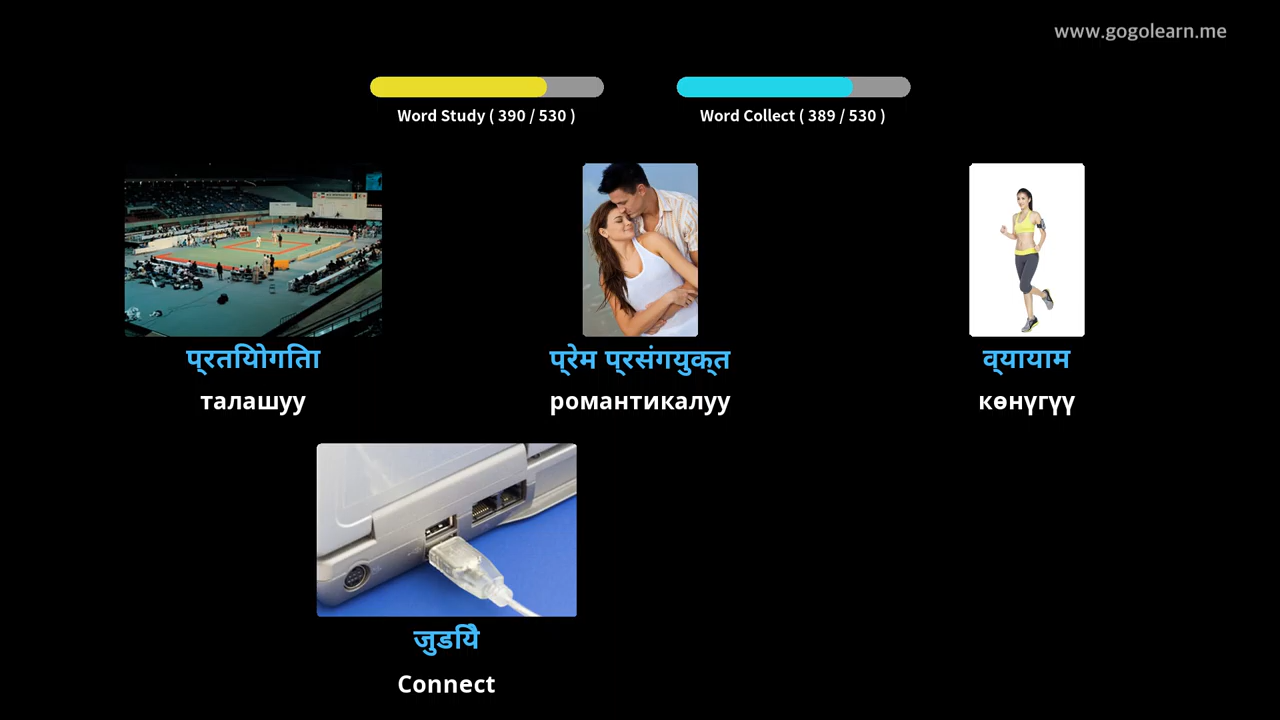 www.gogolearn.me
Word Study ( 390 / 530 )
Word Collect ( 389 / 530 )
प्रतियोगिता
प्रेम प्रसंगयुक्त
व्यायाम
талашуу
романтикалуу
көнүгүү
जुडिये
Connect